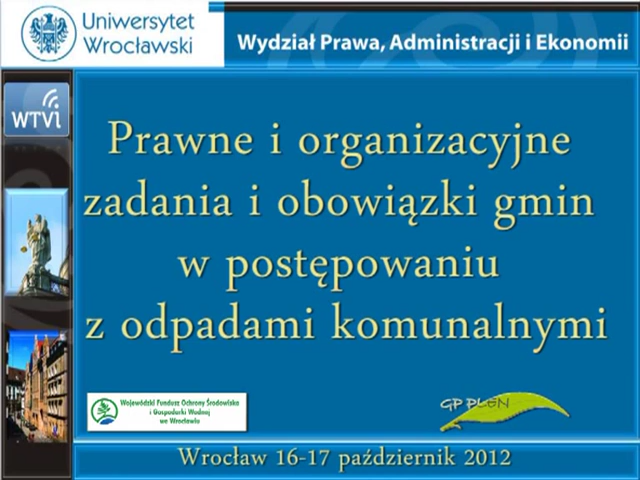 Uniwersytet
Wrocławski
Wydział Prawa, Administracji i Ekonomii
WTVi
Prawne i organizacyjne
zadania i obowiązki gmin
w postępowaniu
z odpadami komunalnymi
Wojewódzki Fundusz Ochrony Środowiska
i Gospodarki Wodnej
we Wrocławiu
GP PLEN
Wrocław 16-17 październik 2012